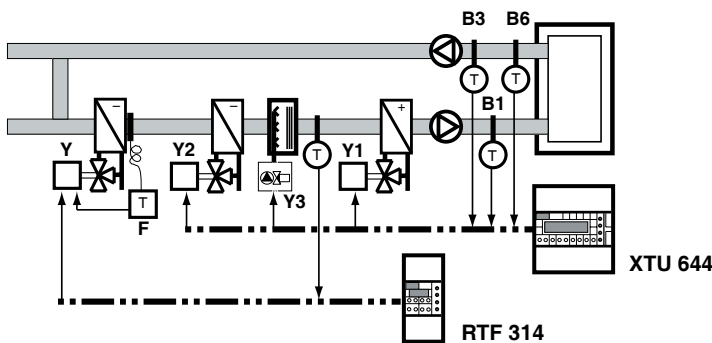 B3 B6
T T
B1
T
− − +
Y
Y2
T
Y1
Y3
T
F
XTU 644
RTF 314